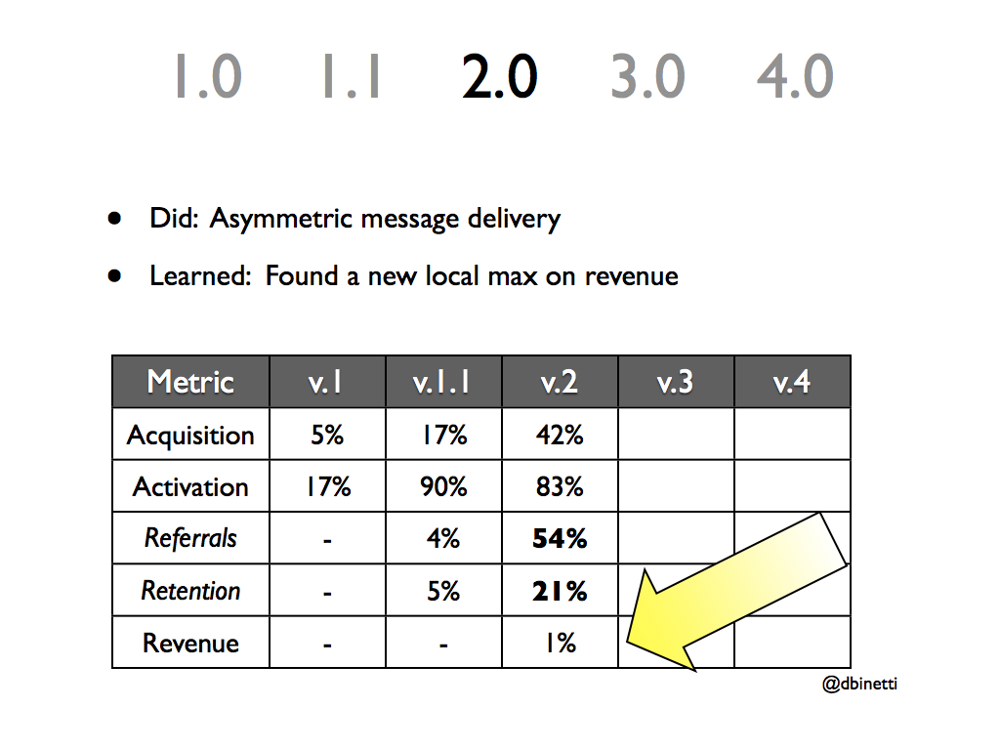 1.0 1.1 2.0 3.0 4.0
• Did: Asymmetric message delivery
• Learned: Found a new local max on revenue
Metric v.1 v.1.1 v.2 v.3 v.4
Acquisition 5% 17% 42%
Activation 17% 90% 83%
Referrals - 4% 54%
Retention - 5% 21%
Revenue - - 1%
@dbinetti